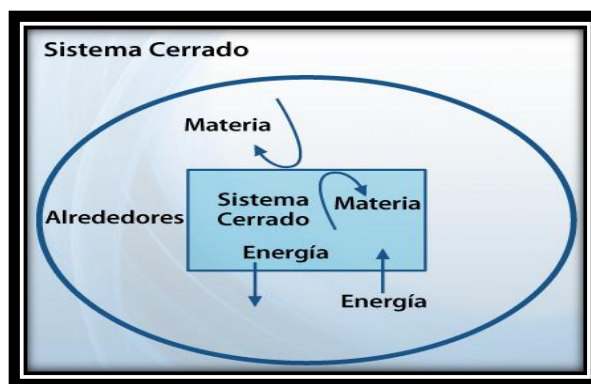 Sistema Cerrado
Materia
Alrededores
Sistema
Cerrado
Materia
Energía
Energía